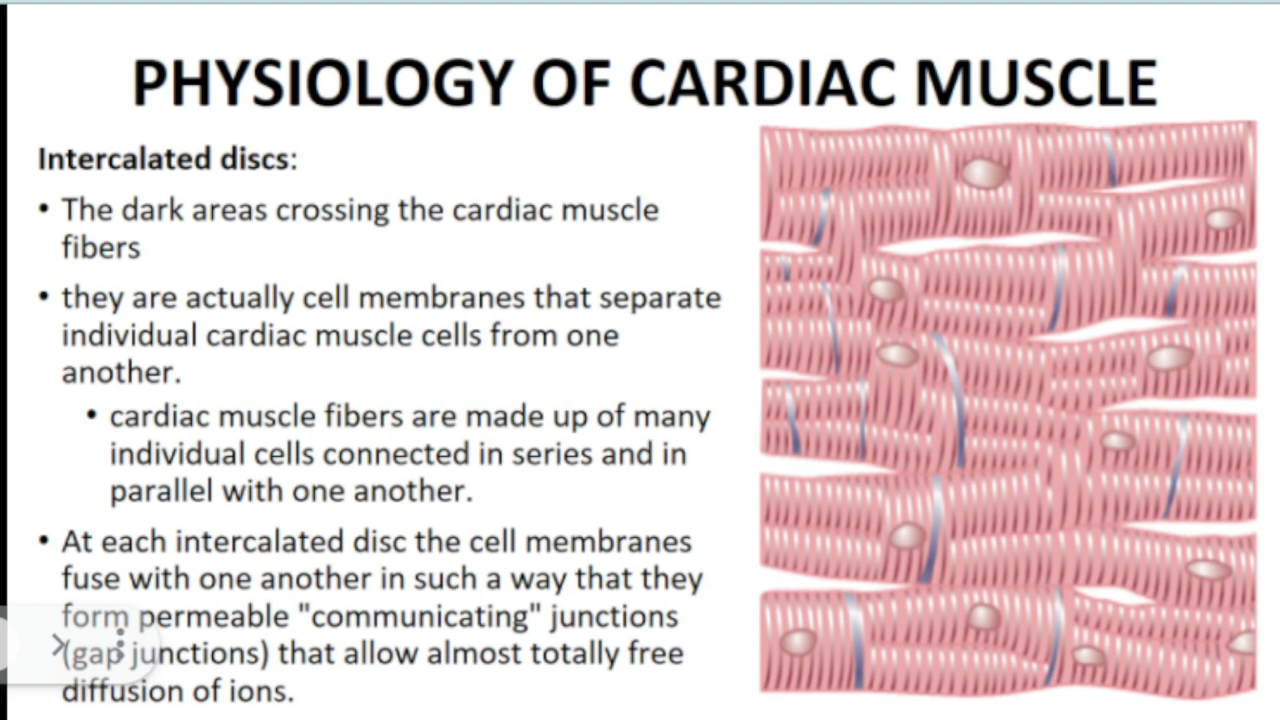 PHYSIOLOGY OF CARDIAC MUSCLE
Intercalated discs:
• The dark areas crossing the cardiac muscle
fibers
• they are actually cell membranes that separate
individual cardiac muscle cells from one
another.
• cardiac muscle fibers are made up of many
individual cells connected in series and in
parallel with one another.
• At each intercalated disc the cell membranes
fuse with one another in such a way that they
form permeable "communicating" junctions
(gap junctions) that allow almost totally free
diffusion of ions.